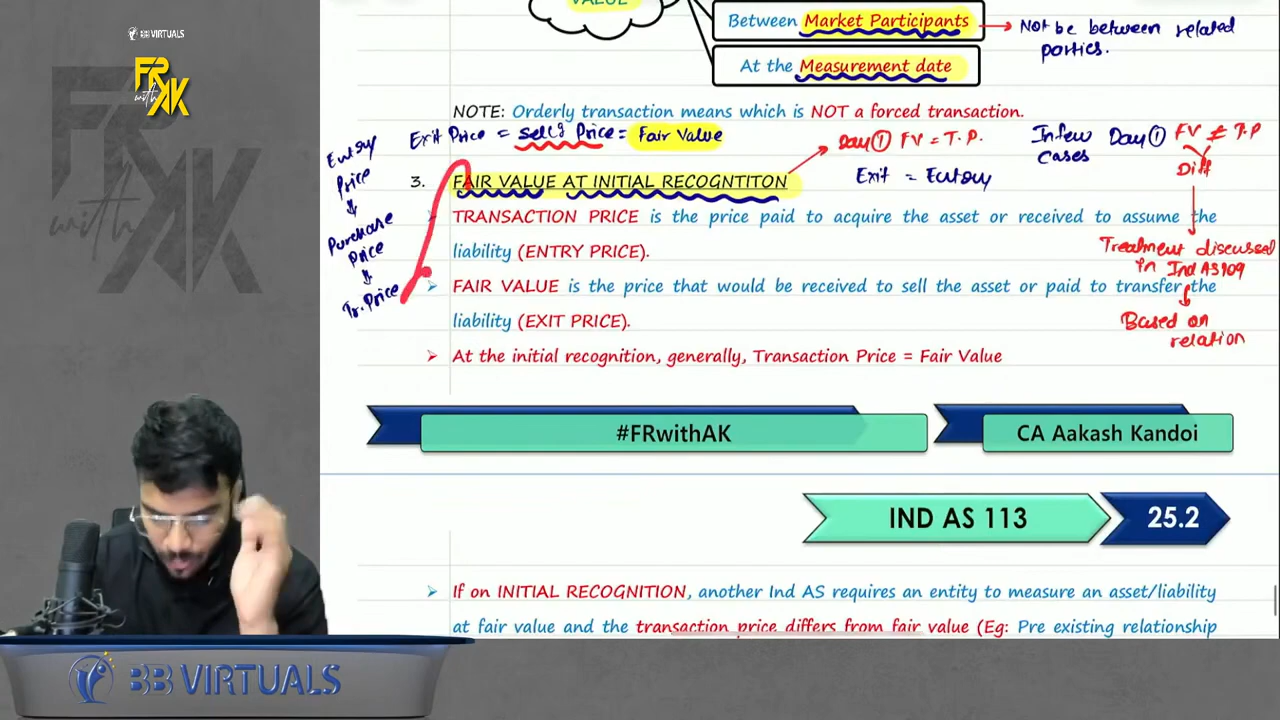 BB VIRTUALS
FR
with
AK
VALUE
Between Market Participants
Not be between related
parties.
At the Measurement date
NOTE: Orderly transaction means which is NOT a forced transaction.
Exit Price = sell'g Price = Fair Value
Day ① FV = T.P.
Exit = Entry
In few Day ① FV ≠ T.P
Cases
Diff
Treatment discussed
in Ind AS 109
Based on
relation
Entry
Price
Purchase
Price
Tr. Price
3. FAIR VALUE AT INITIAL RECOGNTITON
TRANSACTION PRICE is the price paid to acquire the asset or received to assume the
liability (ENTRY PRICE).
FAIR VALUE is the price that would be received to sell the asset or paid to transfer the
liability (EXIT PRICE).
At the initial recognition, generally, Transaction Price = Fair Value
#FRwithAK
CA Aakash Kandoi
IND AS 113
25.2
If on INITIAL RECOGNITION, another Ind AS requires an entity to measure an asset/liability
at fair value and the transaction price differs from fair value (Eg: Pre existing relationship
BB VIRTUALS
FR
with
AK